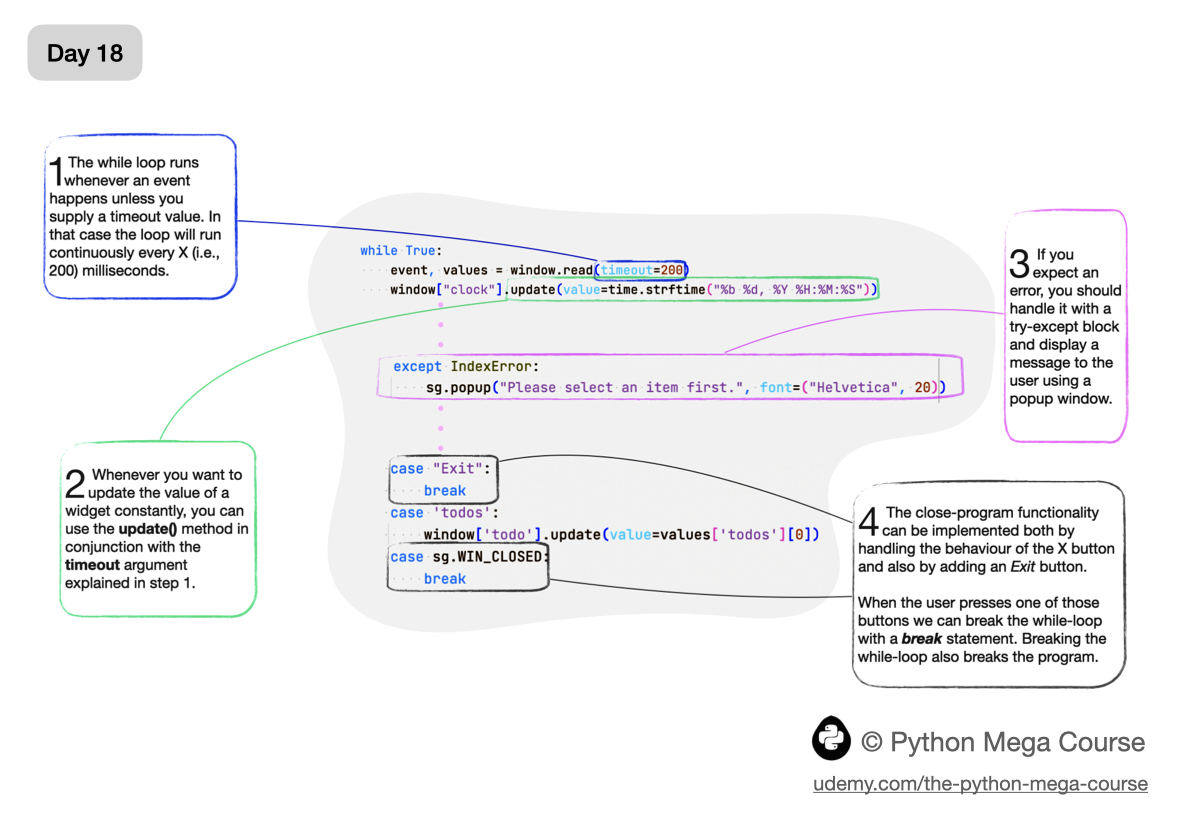 Day 18
1 The while loop runs
whenever an event
happens unless you
supply a timeout value. In
that case the loop will run
continuously every X (i.e.,
200) milliseconds.
while True:
event, values = window.read(timeout=200)
window["clock"].update(value=time.strftime("%b %d, %Y %H:%M:%S"))
except IndexError:
sg.popup("Please select an item first.", font=("Helvetica", 20))
case "Exit":
break
case 'todos':
window['todo'].update(value=values['todos'][0])
case sg.WIN_CLOSED:
break
2 Whenever you want to
update the value of a
widget constantly, you can
use the update() method in
conjunction with the
timeout argument
explained in step 1.
3 If you
expect an
error, you should
handle it with a
try-except block
and display a
message to the
user using a
popup window.
4 The close-program functionality
can be implemented both by
handling the behaviour of the X button
and also by adding an Exit button.
When the user presses one of those
buttons we can break the while-loop
with a break statement. Breaking the
while-loop also breaks the program.
© Python Mega Course
udemy.com/the-python-mega-course